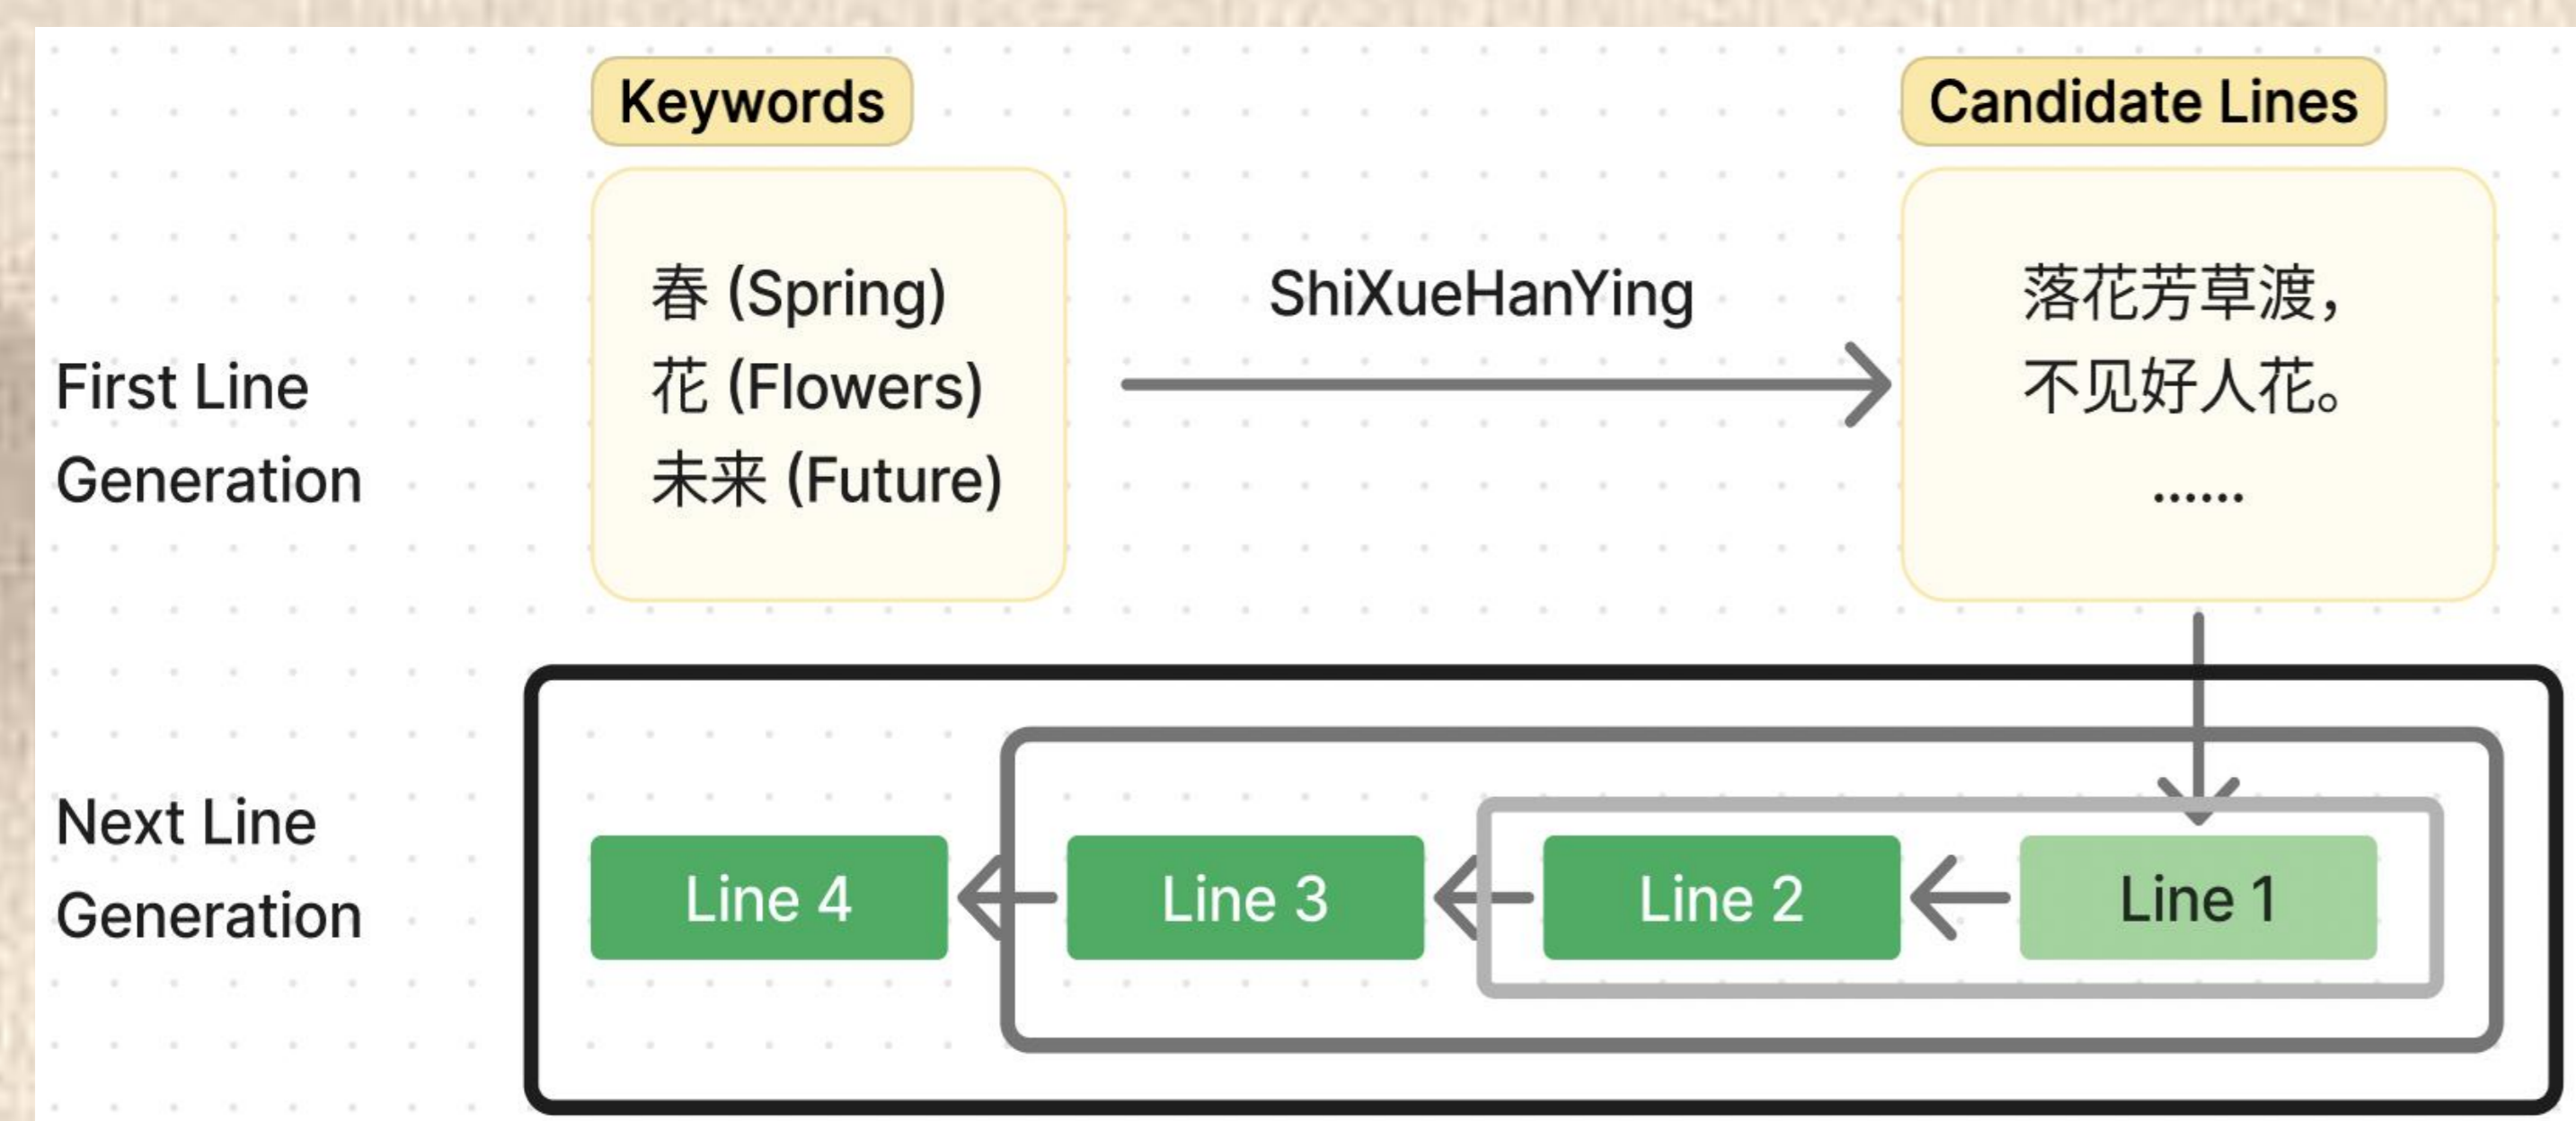 Keywords
Candidate Lines
First Line
Generation
春 (Spring)
花 (Flowers)
未来 (Future)
ShiXueHanYing
落花芳草渡，
不见好人花。
......
Next Line
Generation
Line 4
Line 3
Line 2
Line 1